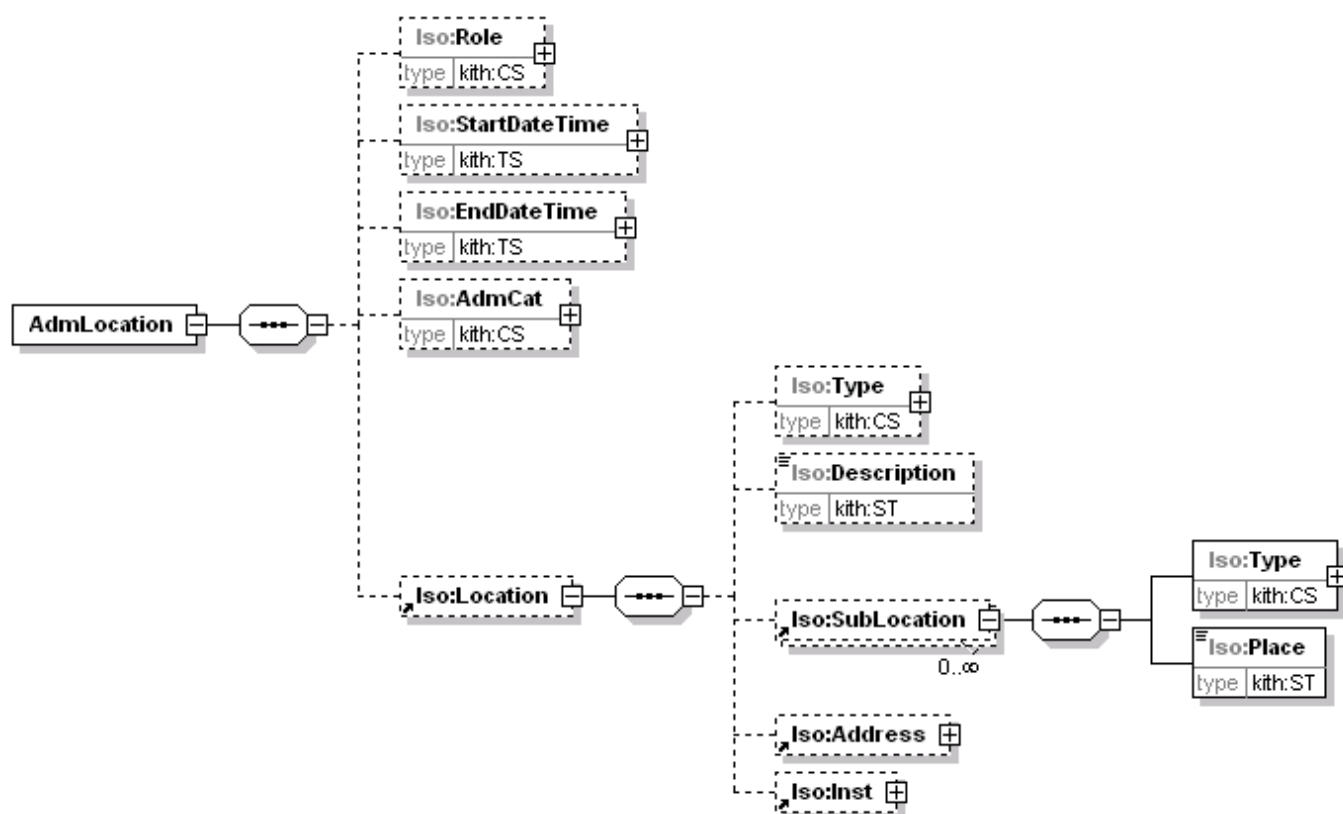 Iso:Role
type kith:CS
Iso:StartDateTime
type kith:TS
Iso:EndDateTime
type kith:TS
Iso:AdmCat
type kith:CS
AdmLocation
Iso:Type
type kith:CS
Iso:Description
type kith:ST
Iso:Location
Iso:SubLocation
0..∞
Iso:Type
type kith:CS
Iso:Place
type kith:ST
Iso:Address
Iso:Inst